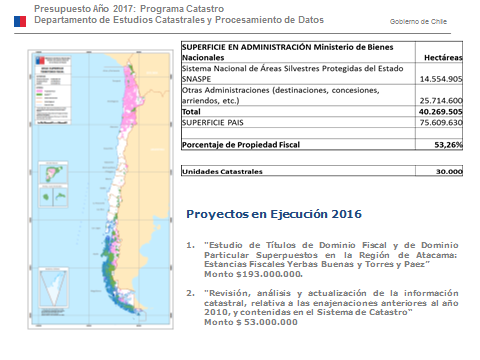 Presupuesto Año 2017: Programa Catastro
Departamento de Estudios Catastrales y Procesamiento de Datos
Gobierno de Chile
SUPERFICIE EN ADMINISTRACIÓN Ministerio de Bienes
Nacionales Hectáreas
Sistema Nacional de Áreas Silvestres Protegidas del Estado
SNASPE 14.554.905
Otras Administraciones (destinaciones, concesiones,
arriendos, etc.) 25.714.600
Total 40.269.505
SUPERFICIE PAIS 75.609.630
Porcentaje de Propiedad Fiscal 53,26%
Unidades Catastrales 30.000
Proyectos en Ejecución 2016
1. "Estudio de Títulos de Dominio Fiscal y de Dominio
Particular Superpuestos en la Región de Atacama:
Estancias Fiscales Yerbas Buenas y Torres y Paez"
Monto $193.000.000.
2. "Revisión, análisis y actualización de la información
catastral, relativa a las enajenaciones anteriores al año
2010, y contenidas en el Sistema de Catastro"
Monto $ 53.000.000